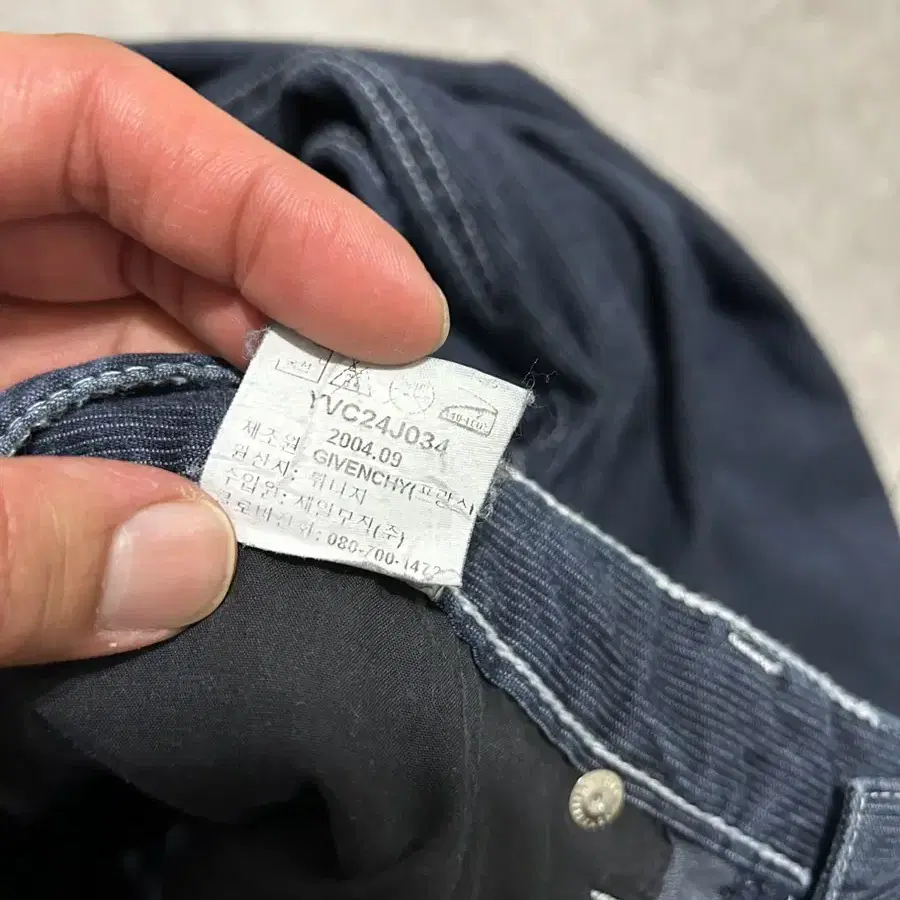 YVC24J034
2004.09
제조원: GIVENCHY(프랑스
원산지: 튀니지
수입원: 제일모직(주)
080-700-1472